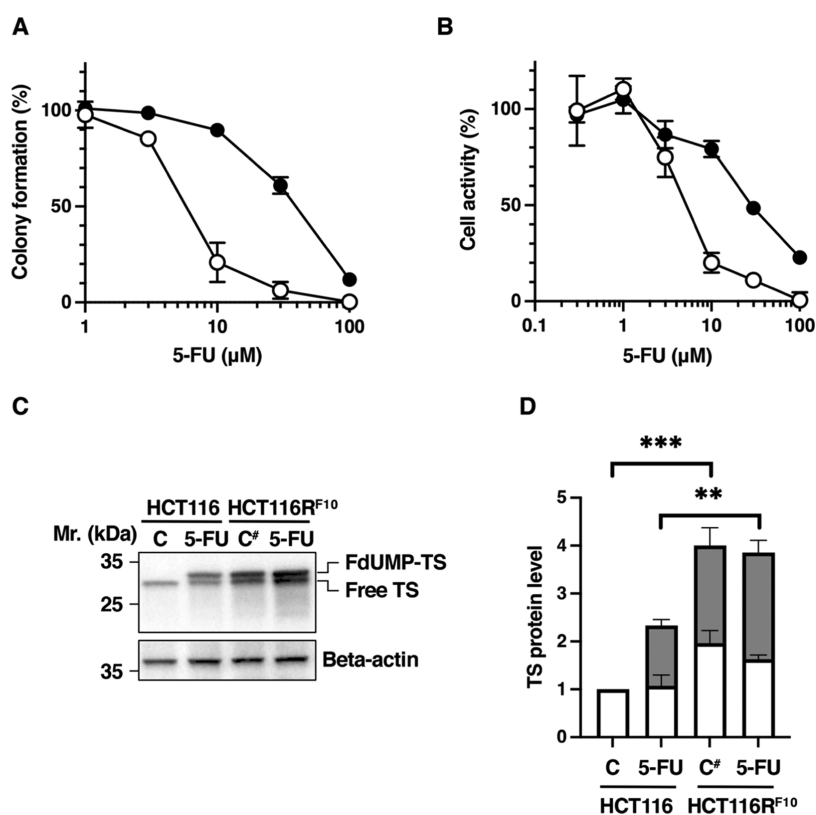 A
Colony formation (%)
100
50
0
1
10
100
5-FU (µM)
B
Cell activity (%)
100
50
0
0.1
1
10
100
5-FU (µM)
C
HCT116 HCT116R^F10
Mr. (kDa) C 5-FU C# 5-FU
35
25
FdUMP-TS
Free TS
35
Beta-actin
D
***
**
TS protein level
5
4
3
2
1
0
C 5-FU C# 5-FU
HCT116 HCT116R^F10